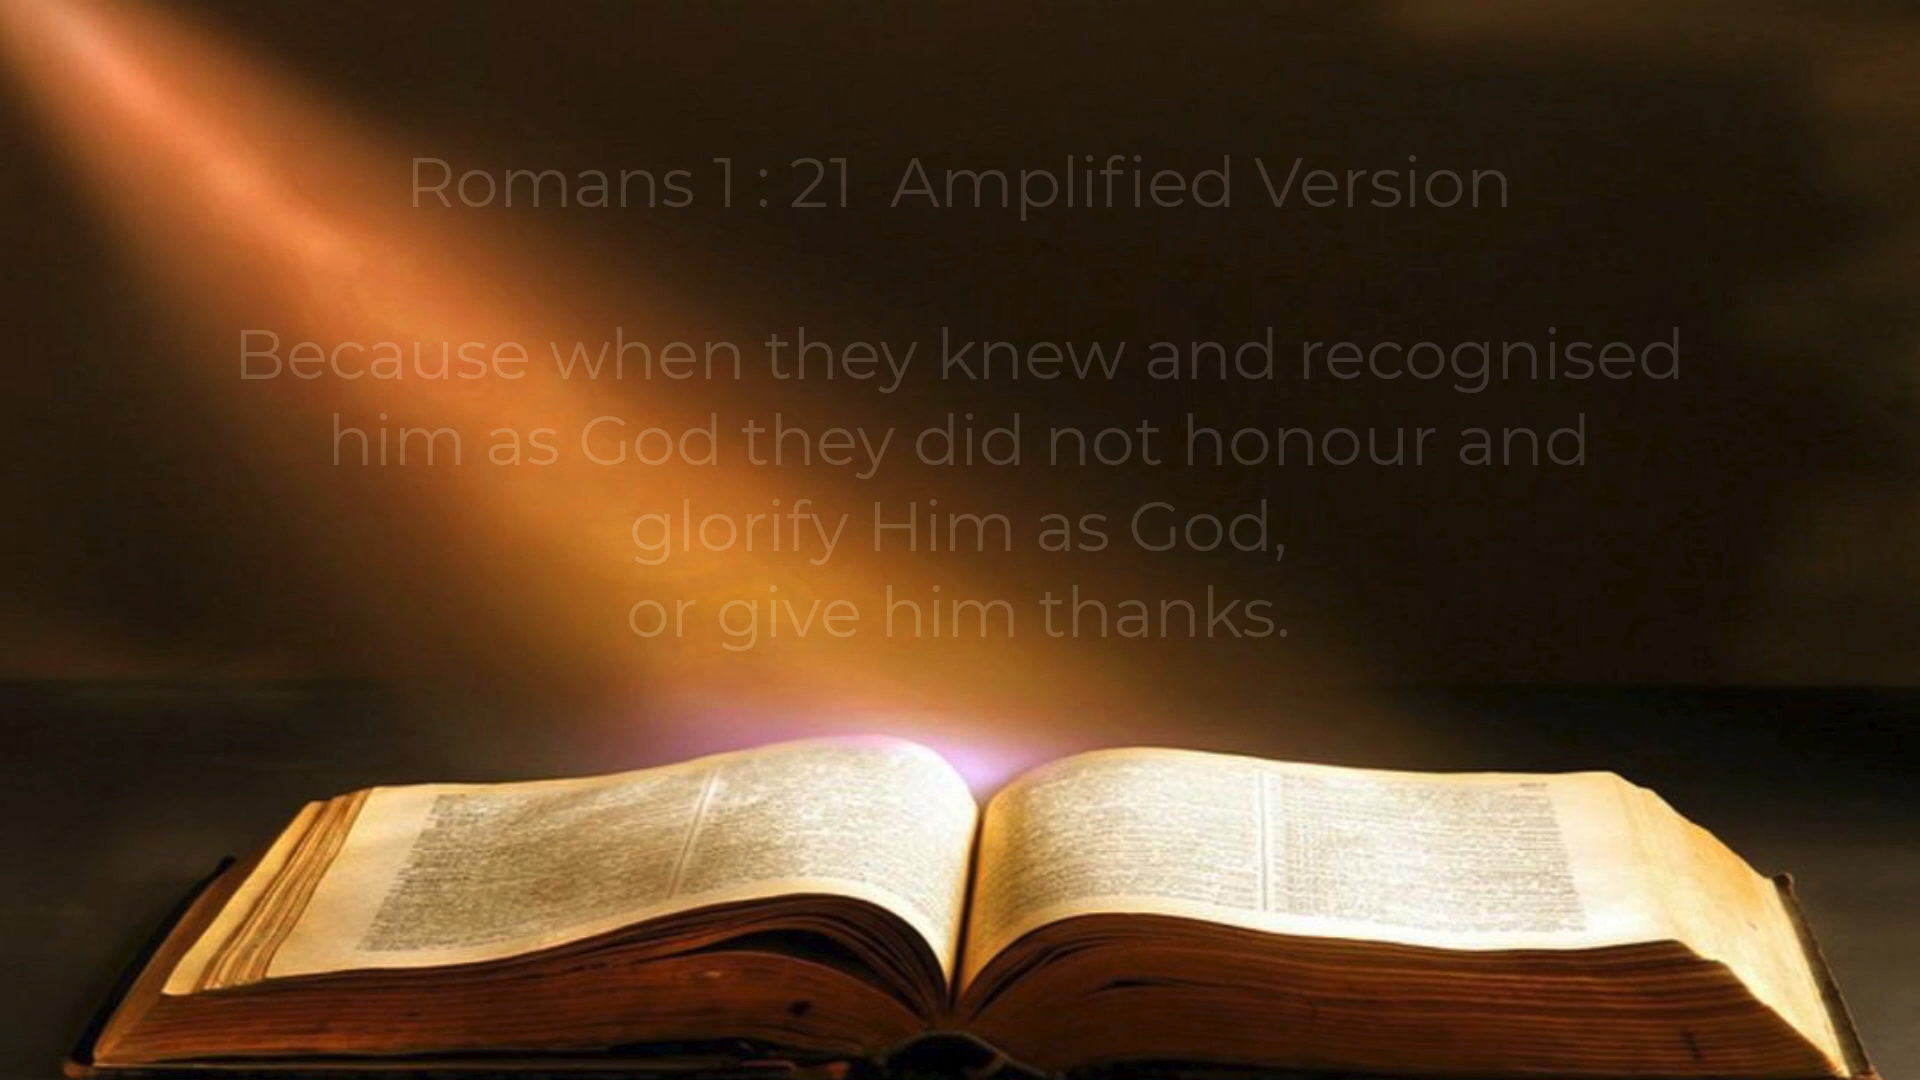 Romans 1 : 21 Amplified Version
Because when they knew and recognised
him as God they did not honour and
glorify Him as God,
or give him thanks.